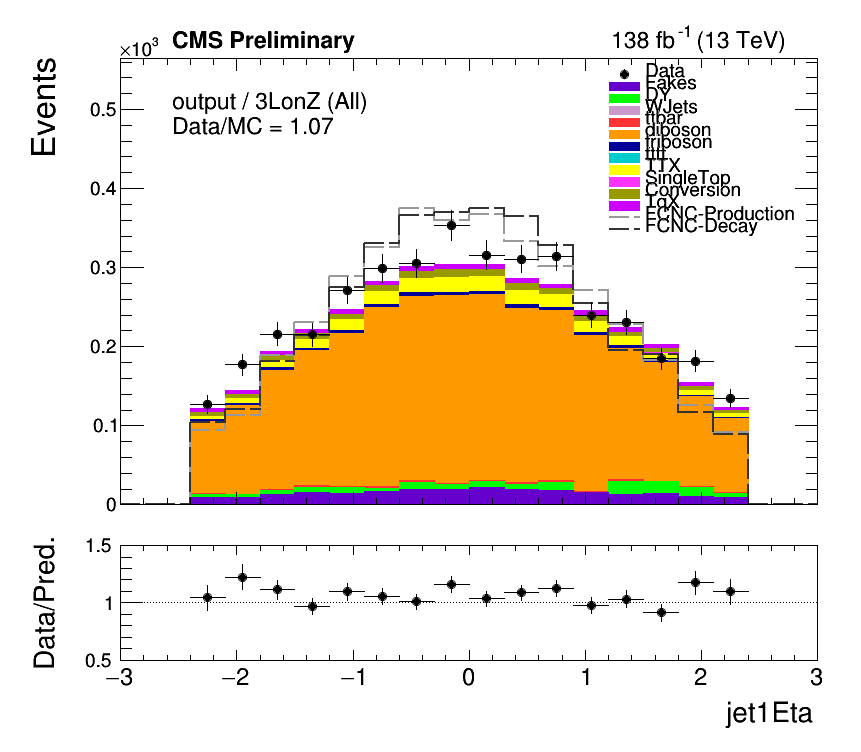 ×10³ CMS Preliminary 138 fb⁻¹ (13 TeV)
Events
output / 3LonZ (All)
Data/MC = 1.07
Data
Fakes
DY
WJets
ttbar
diboson
triboson
tttt
TTX
SingleTop
Conversion
TqX
FCNC-Production
FCNC-Decay
0.5
0.4
0.3
0.2
0.1
0
Data/Pred.
1.5
1
0.5
−3 −2 −1 0 1 2 3
jet1Eta